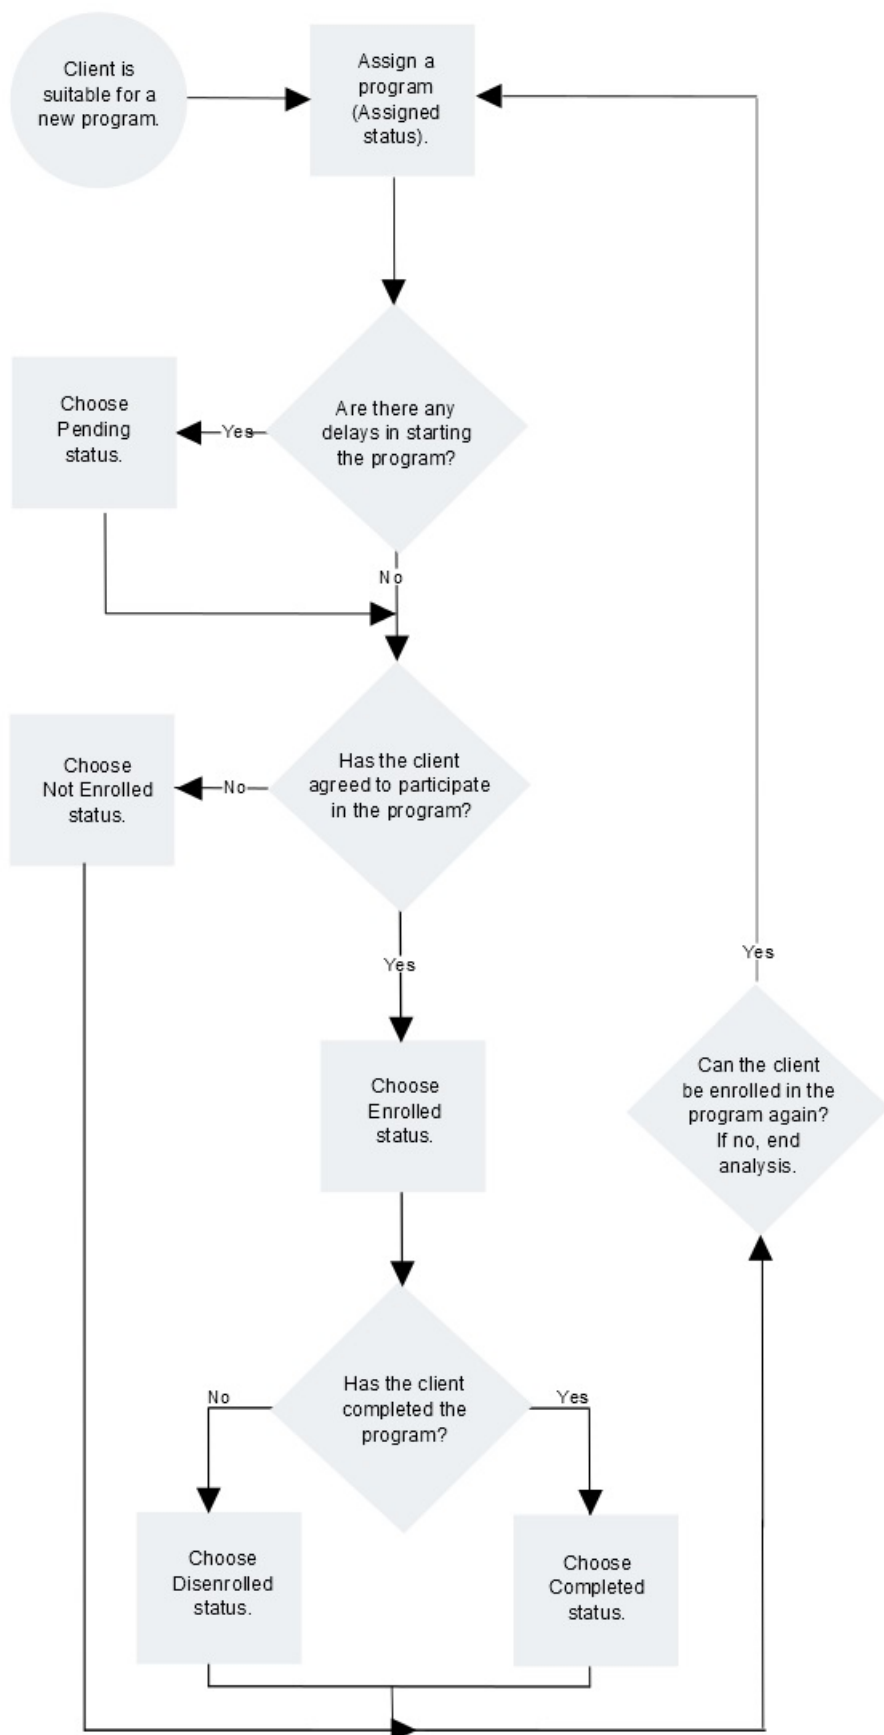 Client is
suitable for a
new program.
Assign a
program
(Assigned
status).
Choose
Pending
status.
Yes
Are there any
delays in starting
the program?
No
Choose
Not Enrolled
status.
No
Has the client
agreed to participate
in the program?
Yes
Yes
Choose
Enrolled
status.
Can the client
be enrolled in the
program again?
If no, end
analysis.
No
Has the client
completed the
program?
Yes
Choose
Disenrolled
status.
Choose
Completed
status.